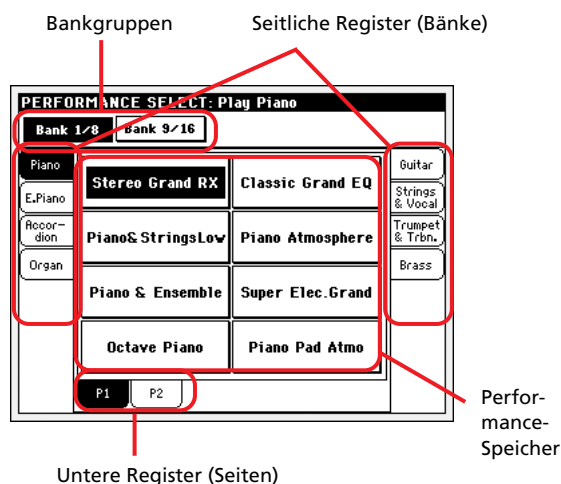 Bankgruppen
Seitliche Register (Bänke)
PERFORMANCE SELECT: Play Piano
Bank 1/8
Bank 9/16
Piano
E.Piano
Accor-
dion
Organ
Stereo Grand RX
Classic Grand EQ
Piano& StringsLow
Piano Atmosphere
Piano & Ensemble
Super Elec.Grand
Octave Piano
Piano Pad Atmo
Guitar
Strings
& Vocal
Trumpet
& Trbn.
Brass
P1
P2
Perfor-
mance-
Speicher
Untere Register (Seiten)